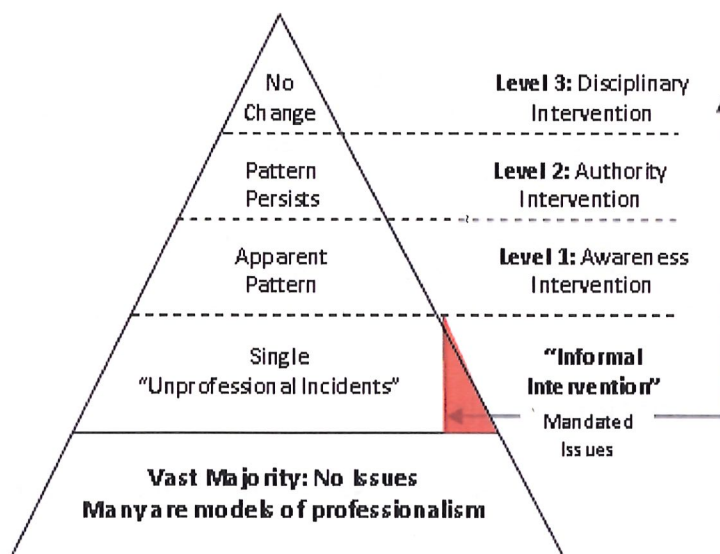 No
Change
Level 3: Disciplinary
Intervention
Pattern
Persists
Level 2: Authority
Intervention
Apparent
Pattern
Level 1: Awareness
Intervention
Single
"Unprofessional Incidents"
"Informal
Intervention"
Mandated
Issues
Vast Majority: No Issues
Many are models of professionalism